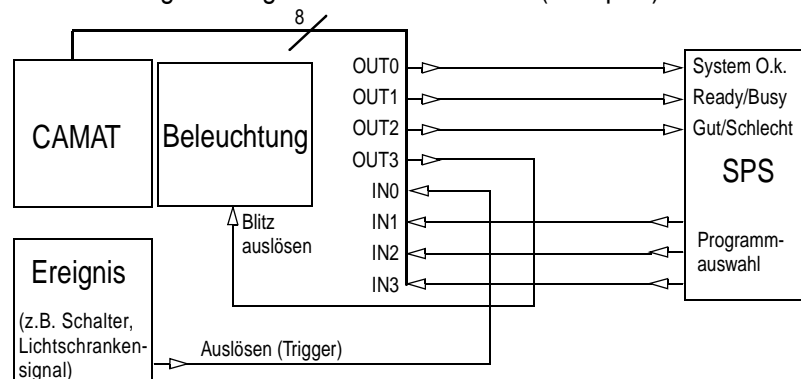 8
OUT0
OUT1
OUT2
OUT3
IN0
IN1
IN2
IN3
System O.k.
Ready/Busy
Gut/Schlecht
SPS
Programm-
auswahl
CAMAT
Beleuchtung
Blitz
auslösen
Ereignis
(z.B. Schalter,
Lichtschranken-
signal)
Auslösen (Trigger)